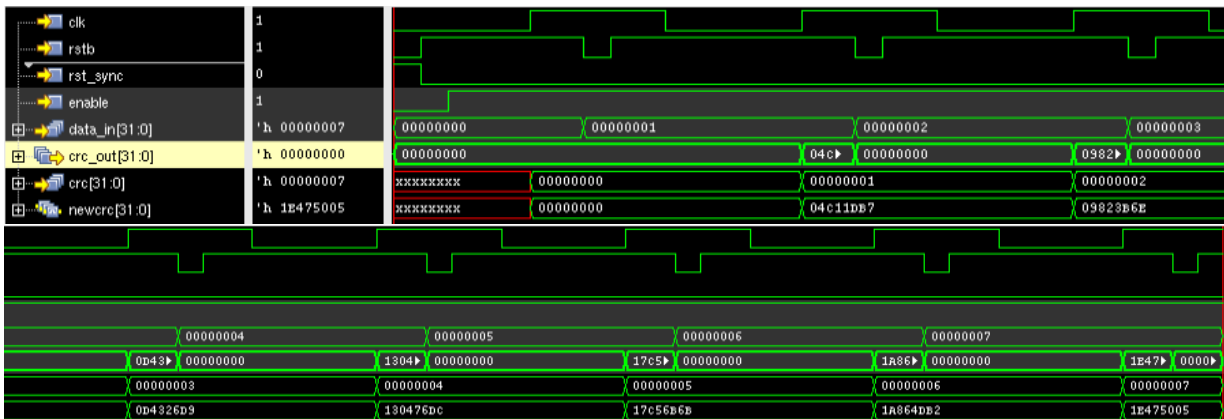 clk 1
rstb 1
rst_sync 0
enable 1
data_in[31:0] 'h 00000007 00000000 00000001 00000002 00000003
crc_out[31:0] 'h 00000000 00000000 04C 00000000 0982 00000000
crc[31:0] 'h 00000007 xxxxxxxx 00000000 00000001 00000002
newcrc[31:0] 'h 1E475005 xxxxxxxx 00000000 04C11DB7 09823B6E
00000004 00000005 00000006 00000007
0D43 00000000 1304 00000000 17C5 00000000 1A86 00000000 1E47 0000
00000003 00000004 00000005 00000006 00000007
0D4326D9 130476DC 17C56B6B 1A864DB2 1E475005